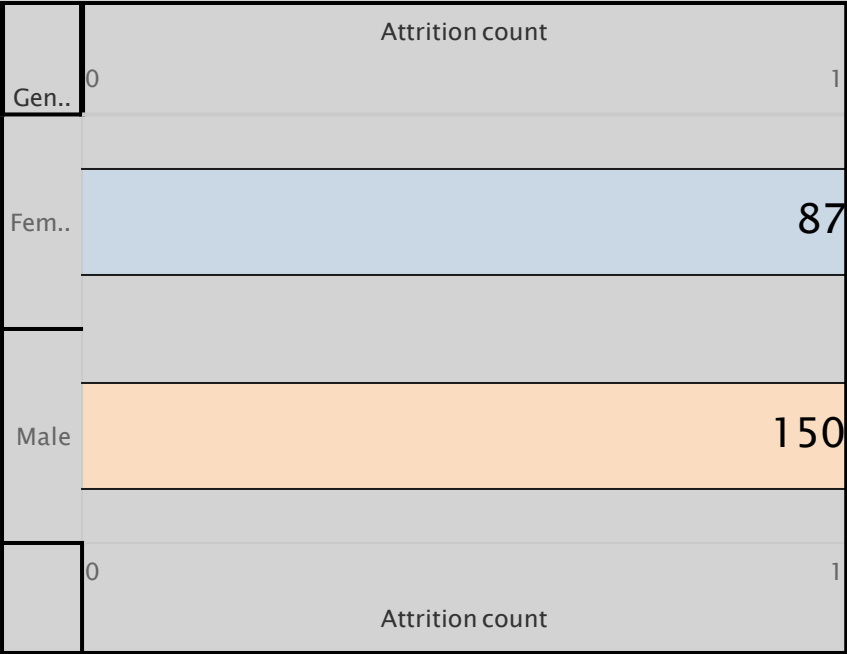 Attrition count
0 1
Gen..
Fem..
87
Male
150
0 1
Attrition count